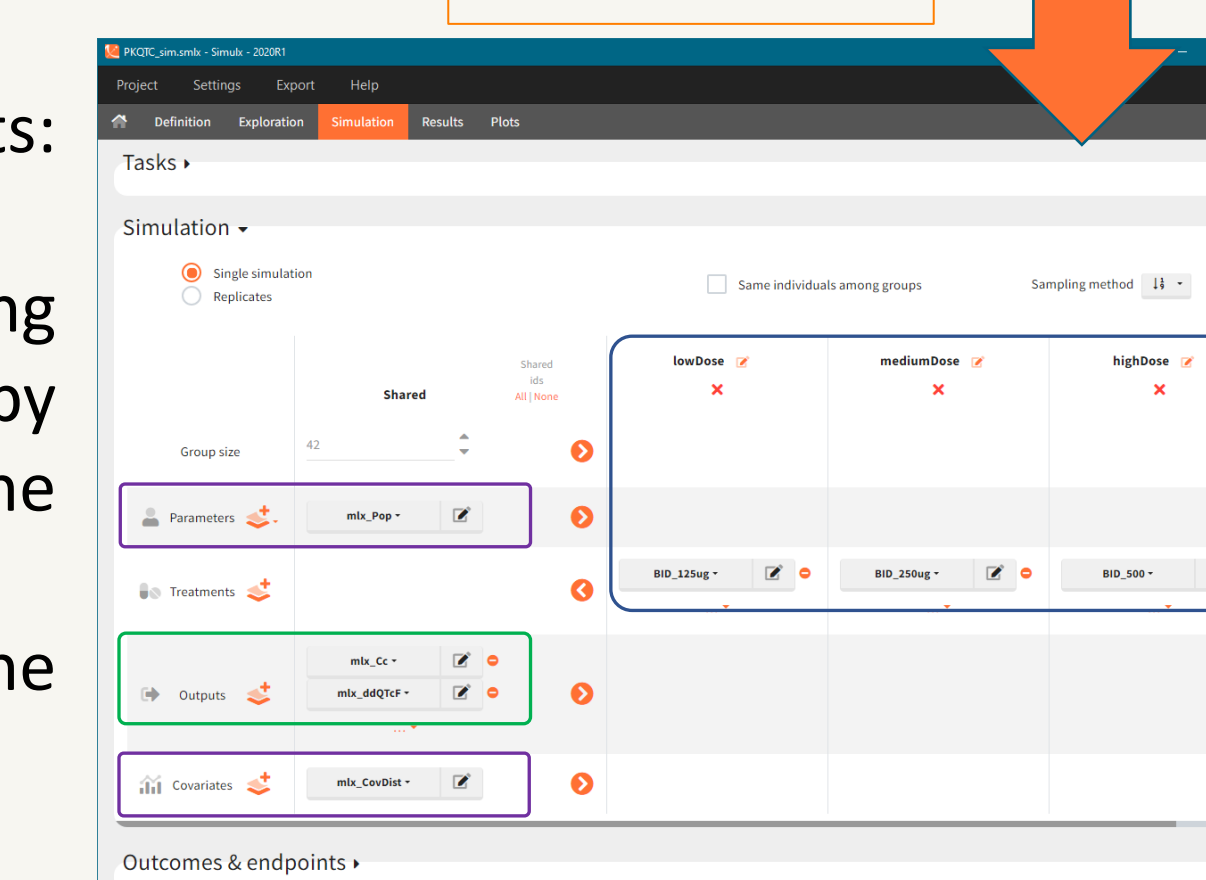 ts:
ng
by
ne
ne
PKQTC_sim.smlx - Simulx - 2020R1
Project Settings Export Help
Definition Exploration Simulation Results Plots
Tasks
Simulation
Single simulation
Replicates
Same individuals among groups
Sampling method
Shared
Shared
ids
All | None
lowDose
mediumDose
highDose
Group size
42
Parameters
mlx_Pop
Treatments
BID_125ug
BID_250ug
BID_500
Outputs
mlx_Cc
mlx_ddQTcF
...
Covariates
mlx_CovDist
Outcomes & endpoints